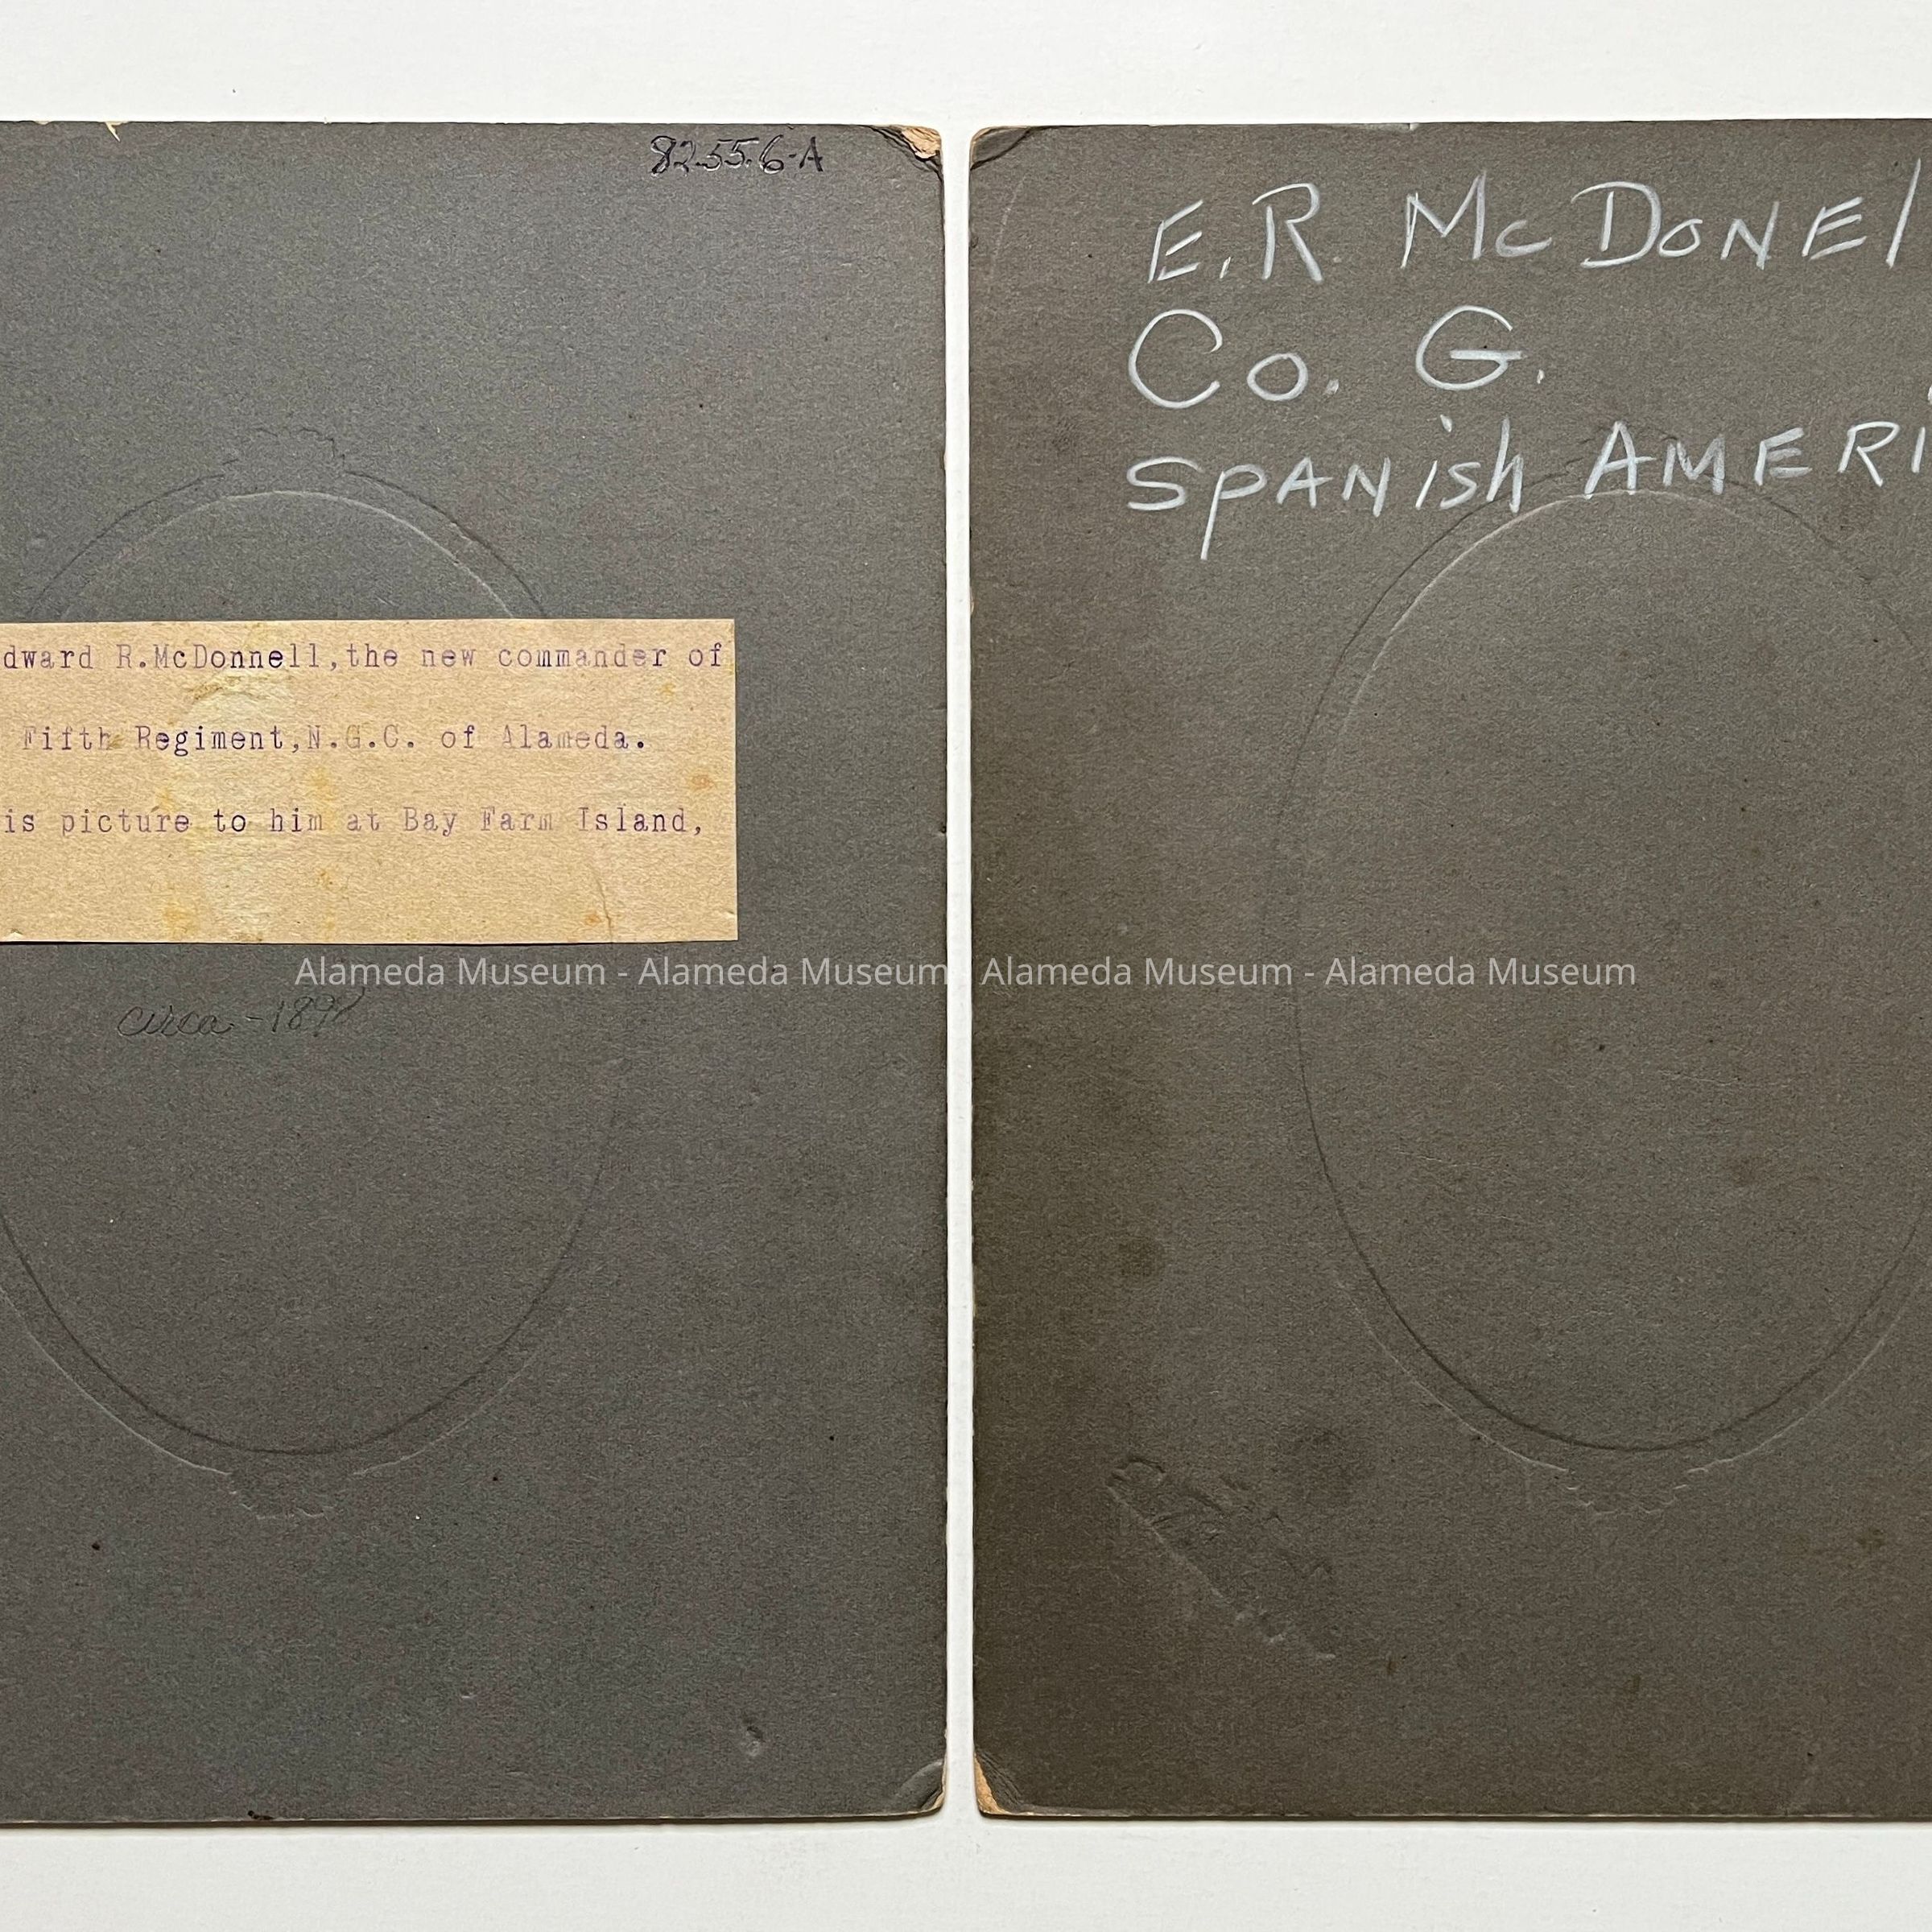 82-55.6-A
dward R.McDonnell,the new commander of
Fifth Regiment,N.G.C. of Alameda.
is picture to him at Bay Farm Island,
circa - 1898
E.R. McDONEl
Co. G.
SPANish AMERI
Alameda Museum - Alameda Museum - Alameda Museum - Alameda Museum